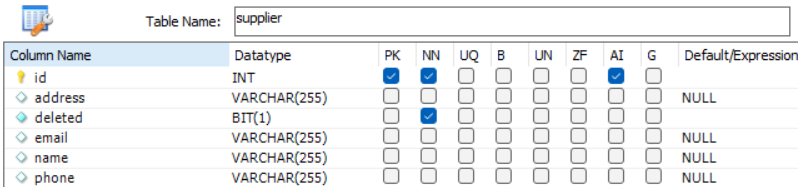 Table Name: supplier
Column Name Datatype PK NN UQ B UN ZF AI G Default/Expression
id INT
address VARCHAR(255) NULL
deleted BIT(1)
email VARCHAR(255) NULL
name VARCHAR(255) NULL
phone VARCHAR(255) NULL